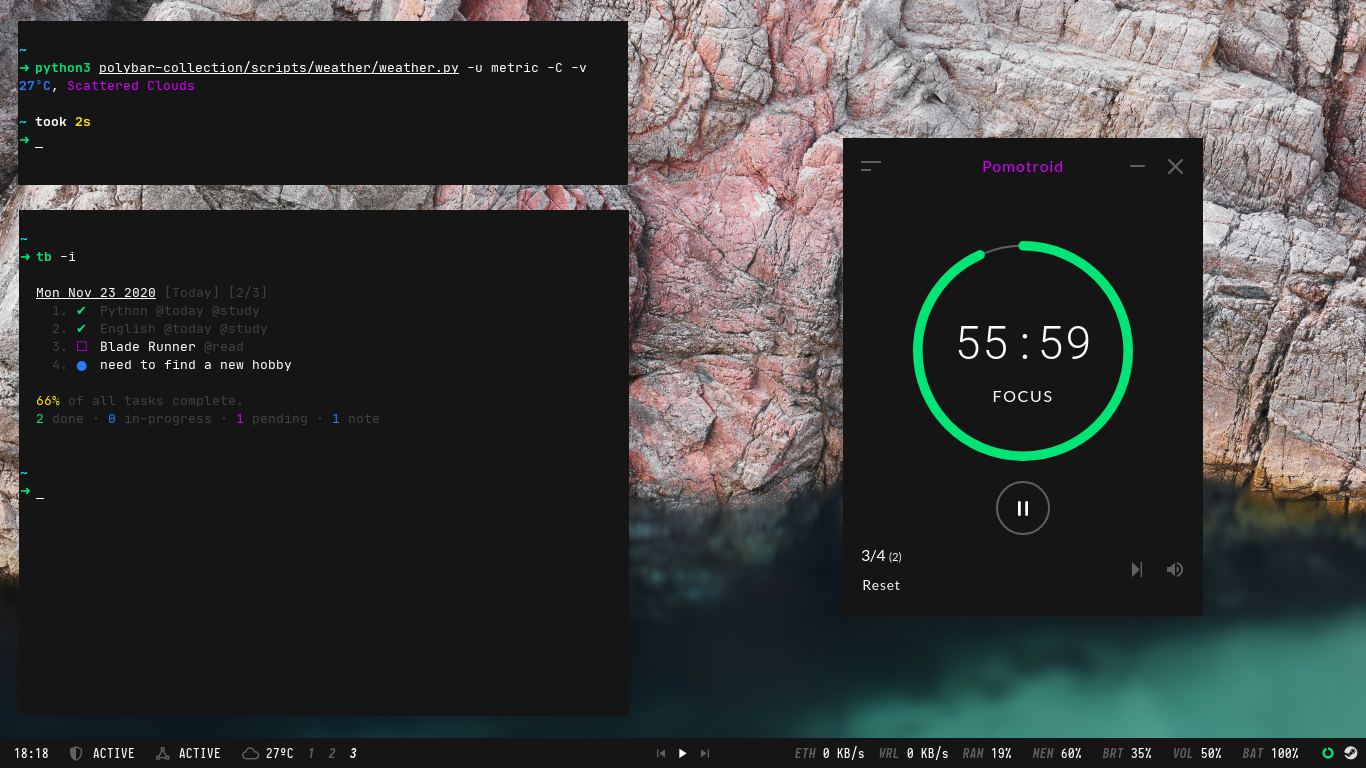 ~
➜ python3 polybar-collection/scripts/weather/weather.py -u metric -C -v
27°C, Scattered Clouds
~ took 2s
➜ _
~
➜ tb -i
Mon Nov 23 2020 [Today] [2/3]
1. ✔ Python @today @study
2. ✔ English @today @study
3. ☐ Blade Runner @read
4. ● need to find a new hobby
66% of all tasks complete.
2 done · 0 in-progress · 1 pending · 1 note
~
➜ _
Pomotroid
55:59
FOCUS
3/4 (2)
Reset
18:18 ACTIVE ACTIVE 27ºC 1 2 3 ETH 0 KB/s WRL 0 KB/s RAM 19% MEM 60% BRT 35% VOL 50% BAT 100%